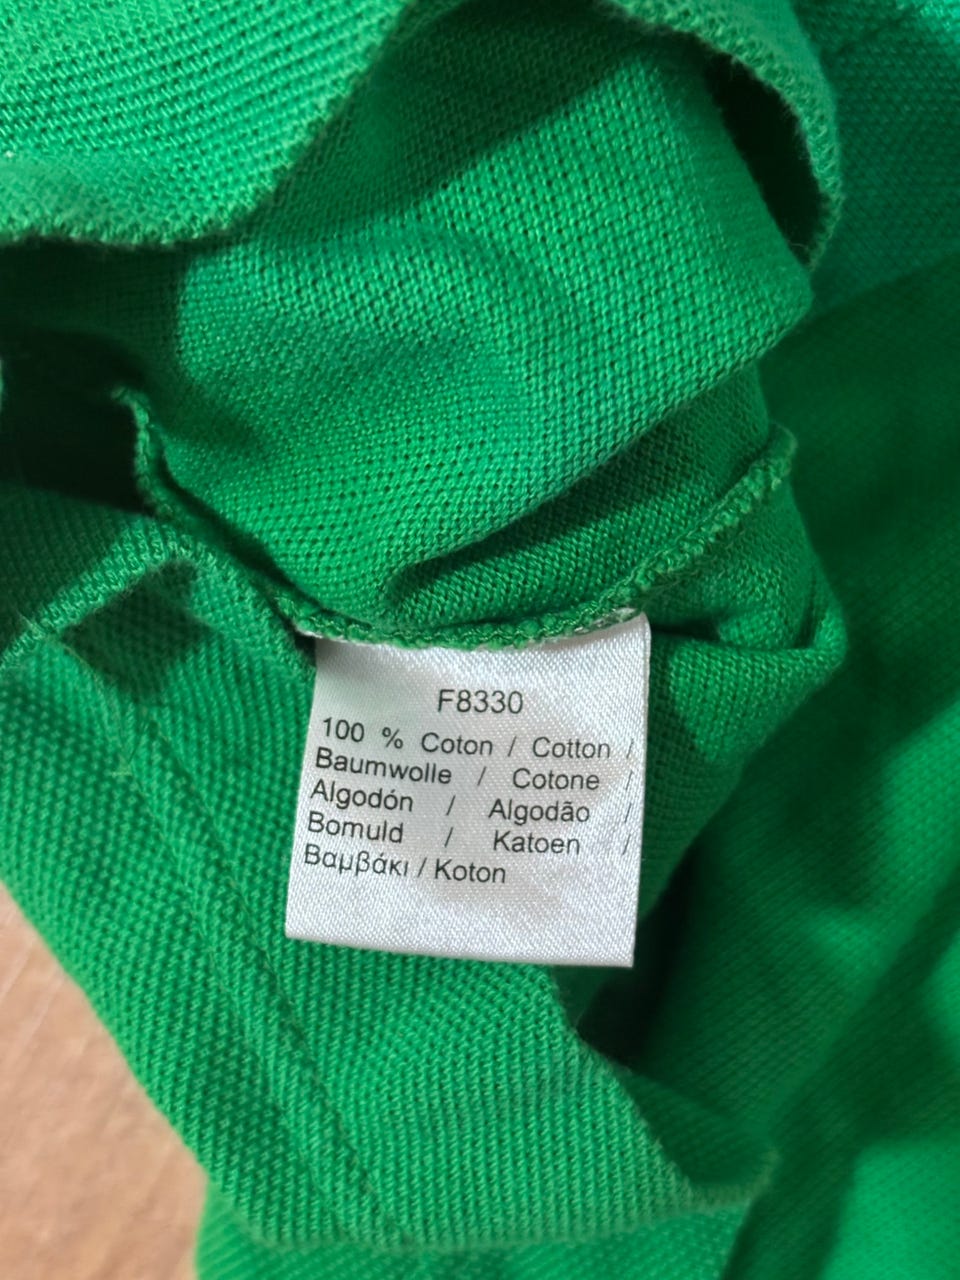 F8330
100 % Coton / Cotton /
Baumwolle / Cotone /
Algodón / Algodão /
Bomuld / Katoen /
Βαμβάκι / Koton